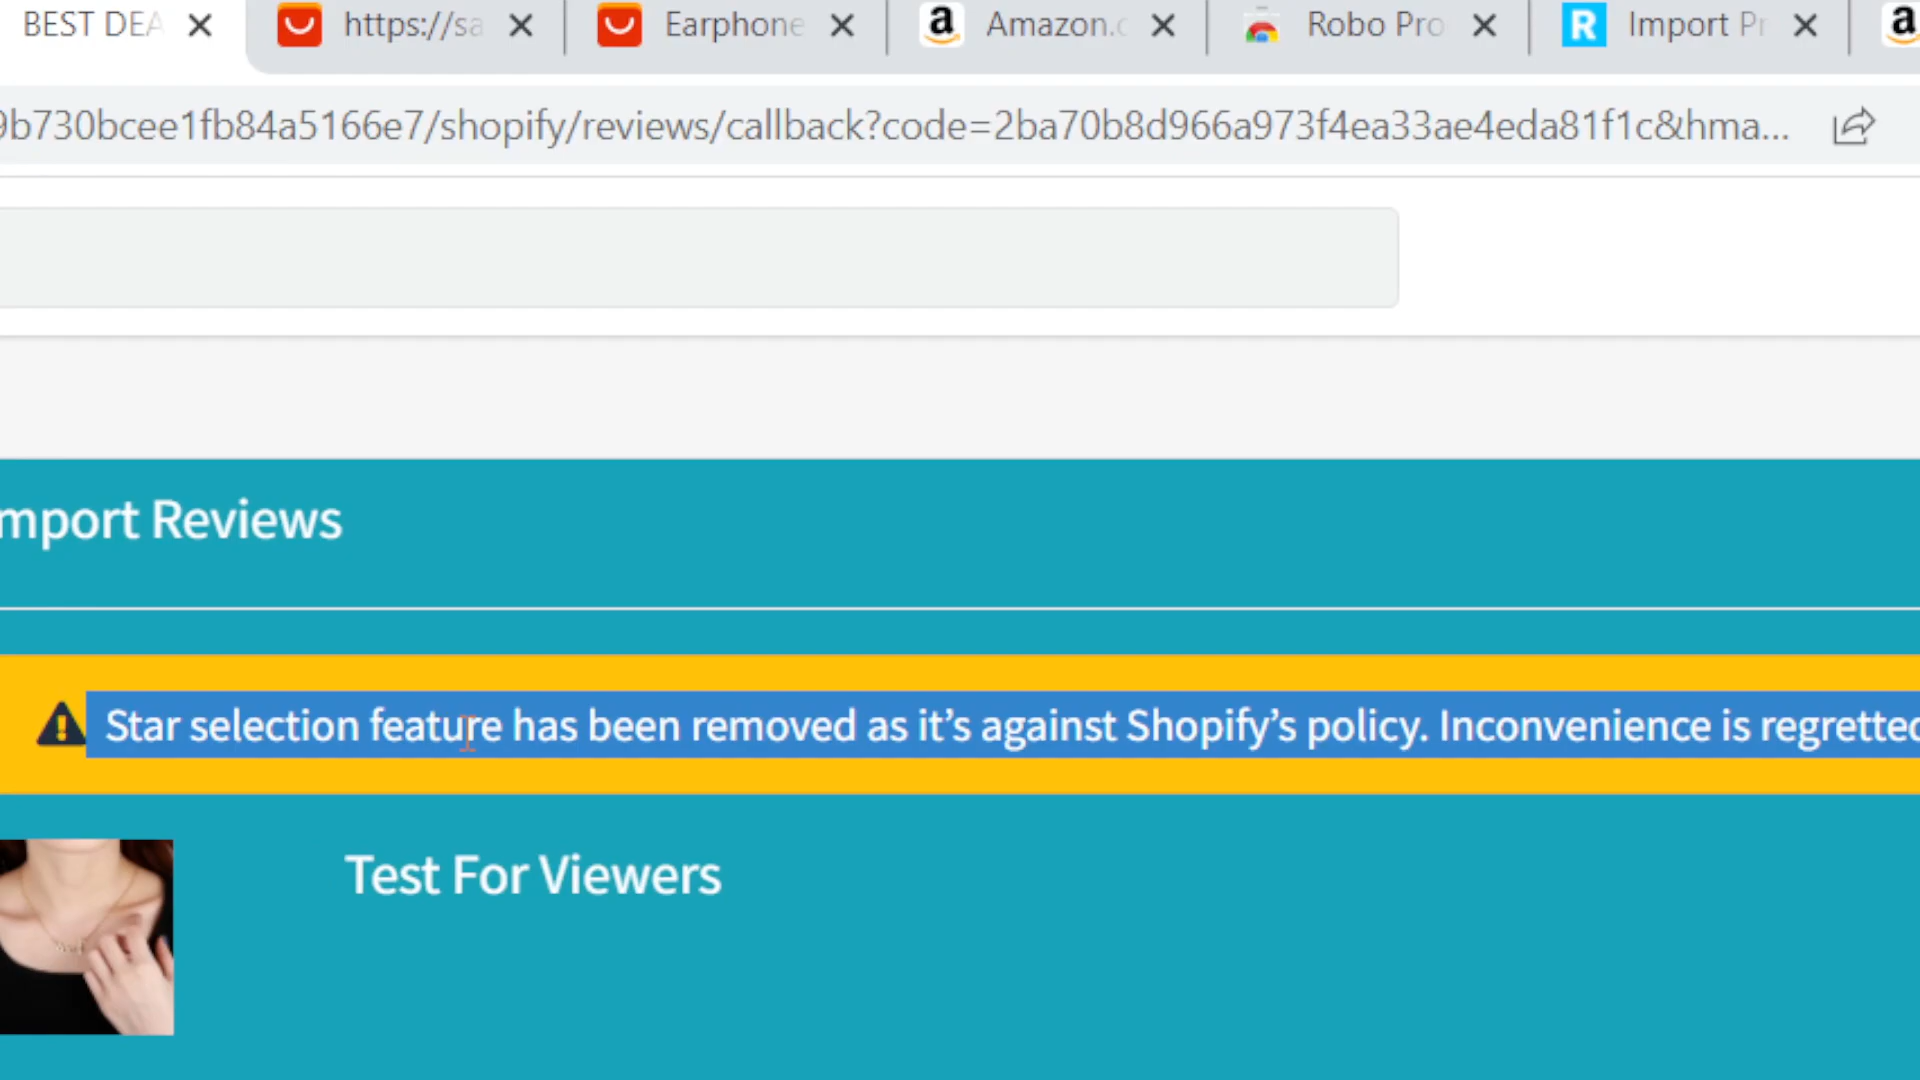 BEST DEA https://sa Earphone Amazon.c Robo Pro Import Pr
9b730bcee1fb84a5166e7/shopify/reviews/callback?code=2ba70b8d966a973f4ea33ae4eda81f1c&hma...
mport Reviews
Star selection feature has been removed as it’s against Shopify’s policy. Inconvenience is regretted
Test For Viewers